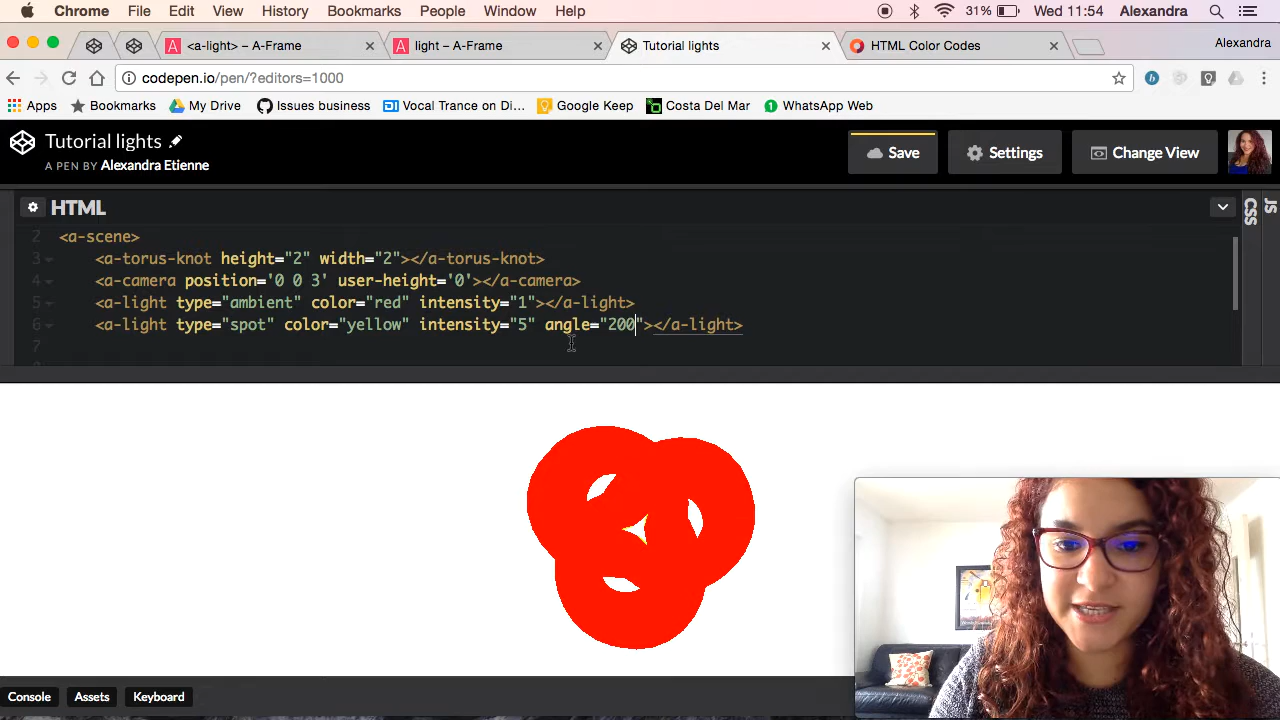 Chrome File Edit View History Bookmarks People Window Help 31% Wed 11:54 Alexandra
<a-light> – A-Frame light – A-Frame Tutorial lights HTML Color Codes Alexandra
codepen.io/pen/?editors=1000
Apps Bookmarks My Drive Issues business Vocal Trance on Di... Google Keep Costa Del Mar WhatsApp Web
Tutorial lights
A PEN BY Alexandra Etienne
Save Settings Change View
HTML
CSS
JS
2 <a-scene>
3 <a-torus-knot height="2" width="2"></a-torus-knot>
4 <a-camera position='0 0 3' user-height='0'></a-camera>
5 <a-light type="ambient" color="red" intensity="1"></a-light>
6 <a-light type="spot" color="yellow" intensity="5" angle="200"></a-light>
7
Console Assets Keyboard